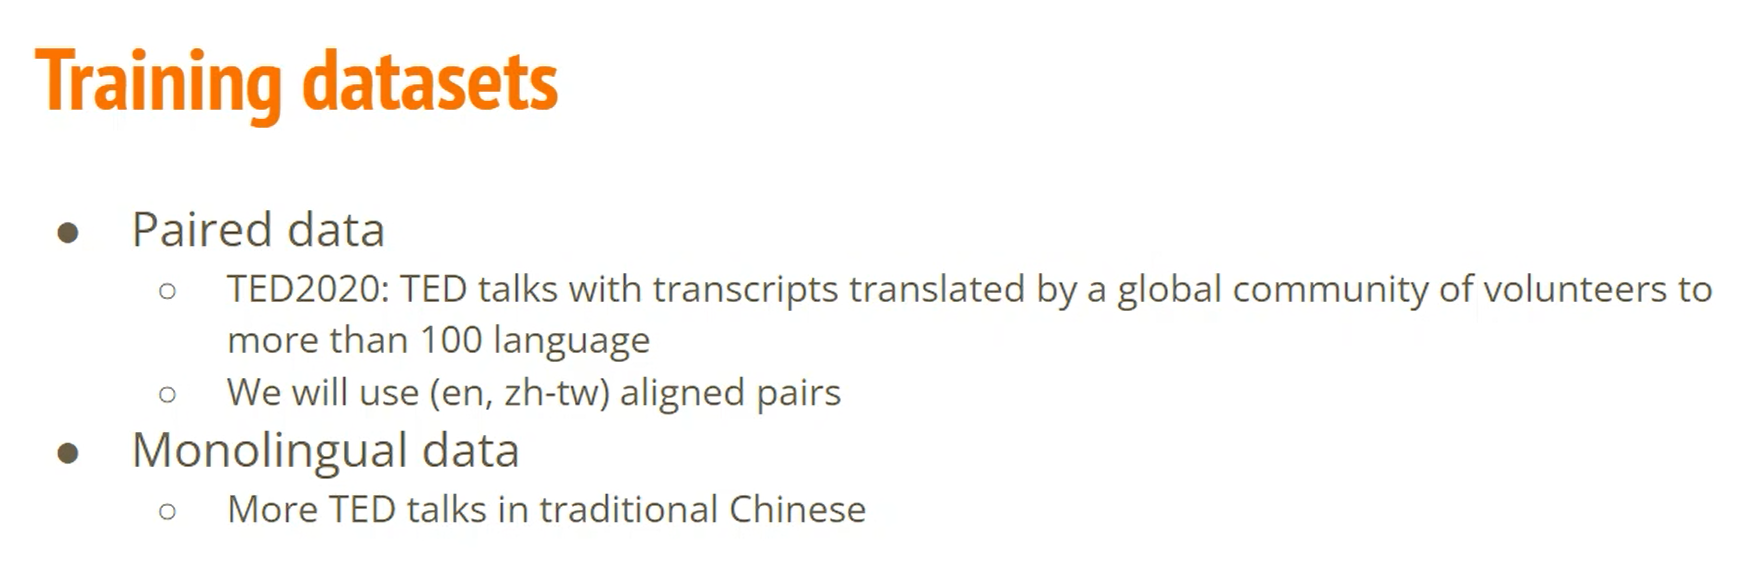 Training datasets
● Paired data
○ TED2020: TED talks with transcripts translated by a global community of volunteers to
more than 100 language
○ We will use (en, zh-tw) aligned pairs
● Monolingual data
○ More TED talks in traditional Chinese